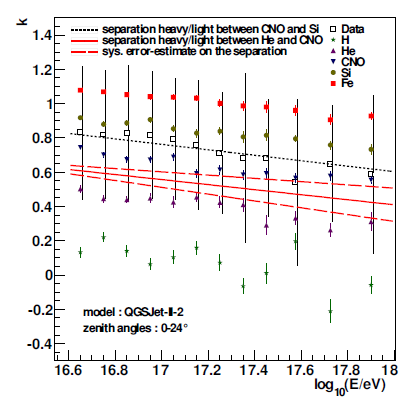 k
separation heavy/light between CNO and Si
separation heavy/light between He and CNO
sys. error-estimate on the separation
Data
H
He
CNO
Si
Fe
1.4
1.2
1
0.8
0.6
0.4
0.2
0
-0.2
-0.4
model : QGSJet-II-2
zenith angles : 0-24°
16.6 16.8 17 17.2 17.4 17.6 17.8 18
log10(E/eV)